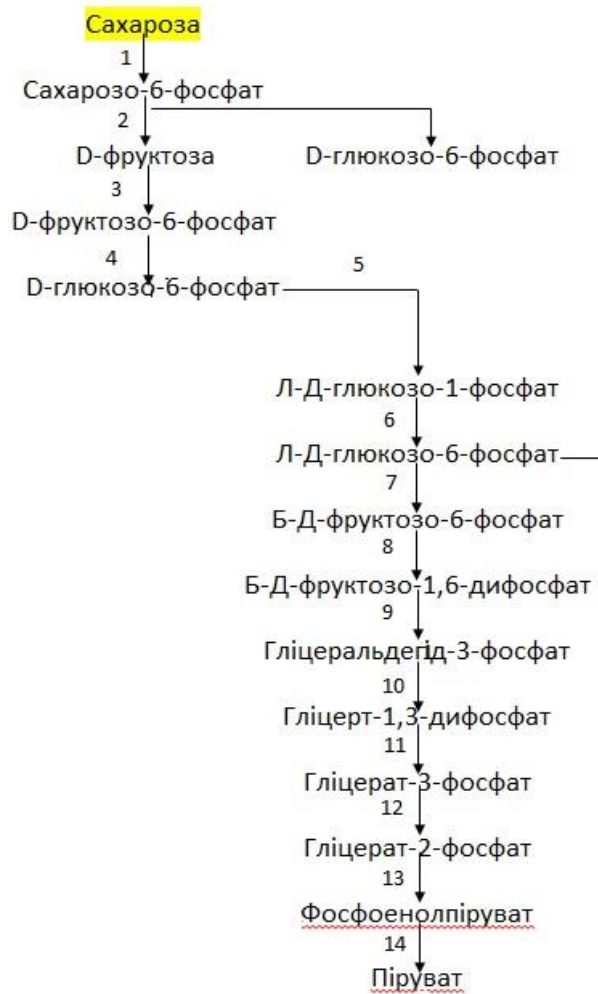 Сахароза
1
Сахарозо-6-фосфат
2
D-фруктоза D-глюкозо-6-фосфат
3
D-фруктозо-6-фосфат
4
5
D-глюкозо-6-фосфат
Л-Д-глюкозо-1-фосфат
6
Л-Д-глюкозо-6-фосфат
7
Б-Д-фруктозо-6-фосфат
8
Б-Д-фруктозо-1,6-дифосфат
9
Гліцеральдегід-3-фосфат
10
Гліцерт-1,3-дифосфат
11
Гліцерат-3-фосфат
12
Гліцерат-2-фосфат
13
Фосфоенолпіруват
14
Піруват